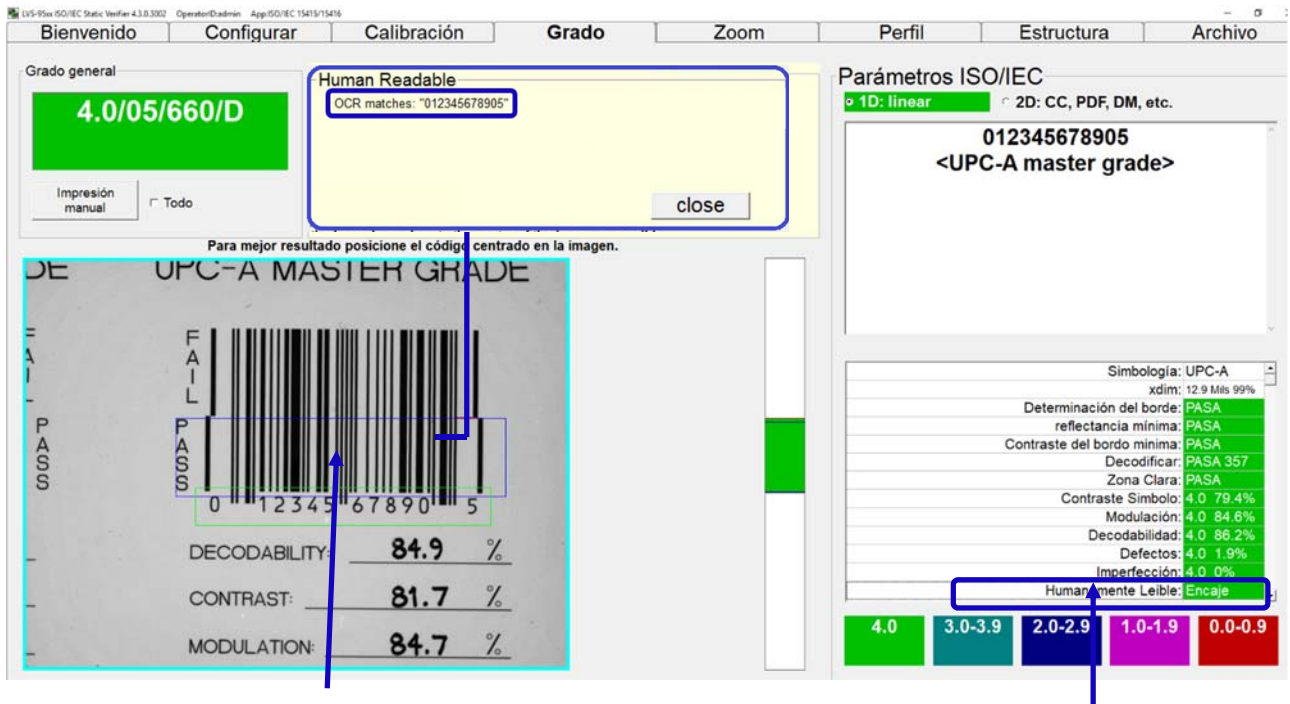 LVS-95xx ISO/IEC Static Verifier 4.3.0.3002 OperatorID:admin App:ISO/IEC 15415/15416
Bienvenido Configurar Calibración Grado Zoom Perfil Estructura Archivo
Grado general
4.0/05/660/D
Impresión
manual
Todo
Human Readable
OCR matches: "012345678905"
close
Para mejor resultado posicione el código centrado en la imagen.
DE UPC-A MASTER GRADE
FAIL
FAIL
PASS
PASS
0 12345 67890 5
DECODABILITY: 84.9 %
CONTRAST: 81.7 %
MODULATION: 84.7 %
Parámetros ISO/IEC
1D: linear 2D: CC, PDF, DM, etc.
012345678905
<UPC-A master grade>
Simbología: UPC-A
xdim: 12.9 Mils 99%
Determinación del borde: PASA
reflectancia mínima: PASA
Contraste del bordo minima: PASA
Decodificar: PASA 357
Zona Clara: PASA
Contraste Simbolo: 4.0 79.4%
Modulación: 4.0 84.6%
Decodabilidad: 4.0 86.2%
Defectos: 4.0 1.9%
Imperfección: 4.0 0%
Humanamente Leible: Encaje
4.0 3.0-3.9 2.0-2.9 1.0-1.9 0.0-0.9